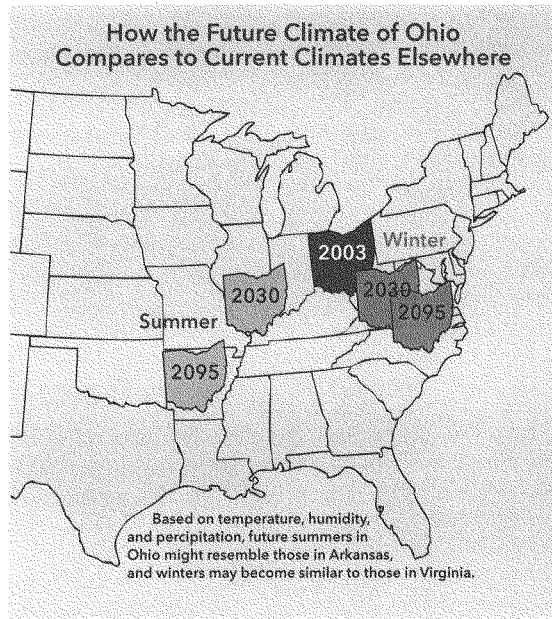 How the Future Climate of Ohio
Compares to Current Climates Elsewhere
2003
Winter
2030
2030
2095
Summer
2095
Based on temperature, humidity,
and percipitation, future summers in
Ohio might resemble those in Arkansas,
and winters may become similar to those in Virginia.